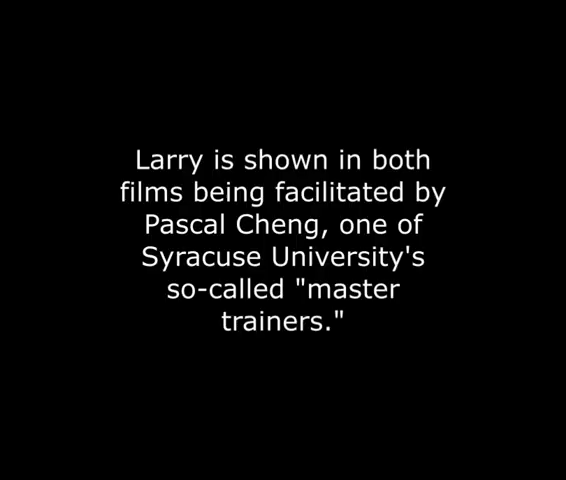 Larry is shown in both
films being facilitated by
Pascal Cheng, one of
Syracuse University's
so-called "master
trainers."